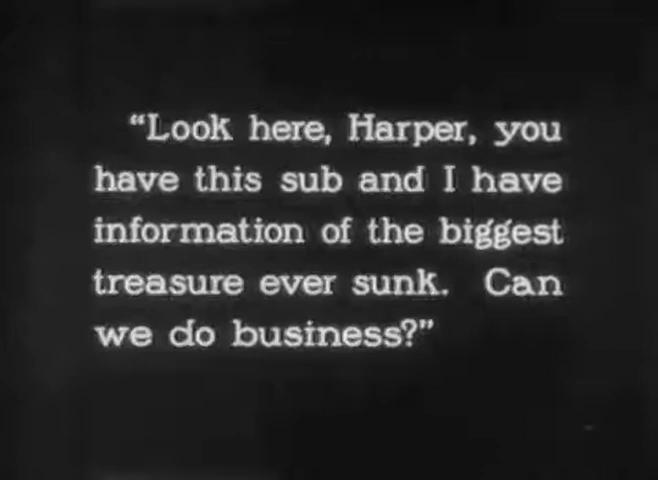 “Look here, Harper, you
have this sub and I have
information of the biggest
treasure ever sunk. Can
we do business?”